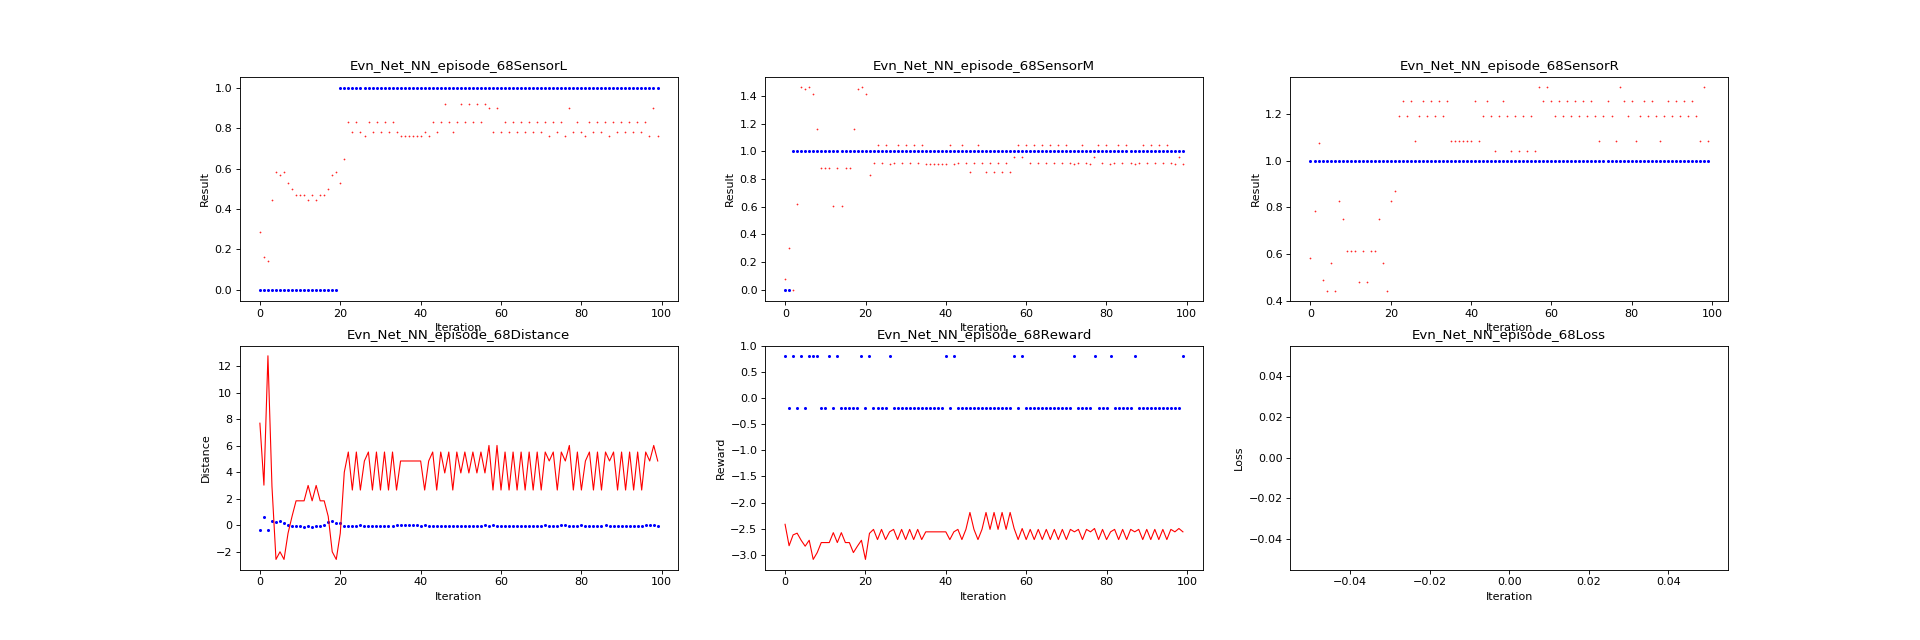 Evn_Net_NN_episode_68SensorL
Result
1.0
0.8
0.6
0.4
0.2
0.0
0 20 40 60 80 100
Iteration
Evn_Net_NN_episode_68SensorM
Result
1.4
1.2
1.0
0.8
0.6
0.4
0.2
0.0
0 20 40 60 80 100
Iteration
Evn_Net_NN_episode_68SensorR
Result
1.2
1.0
0.8
0.6
0.4
0 20 40 60 80 100
Iteration
Evn_Net_NN_episode_68Distance
Distance
12
10
8
6
4
2
0
−2
0 20 40 60 80 100
Iteration
Evn_Net_NN_episode_68Reward
Reward
1.0
0.5
0.0
−0.5
−1.0
−1.5
−2.0
−2.5
−3.0
0 20 40 60 80 100
Iteration
Evn_Net_NN_episode_68Loss
Loss
0.04
0.02
0.00
−0.02
−0.04
−0.04 −0.02 0.00 0.02 0.04
Iteration